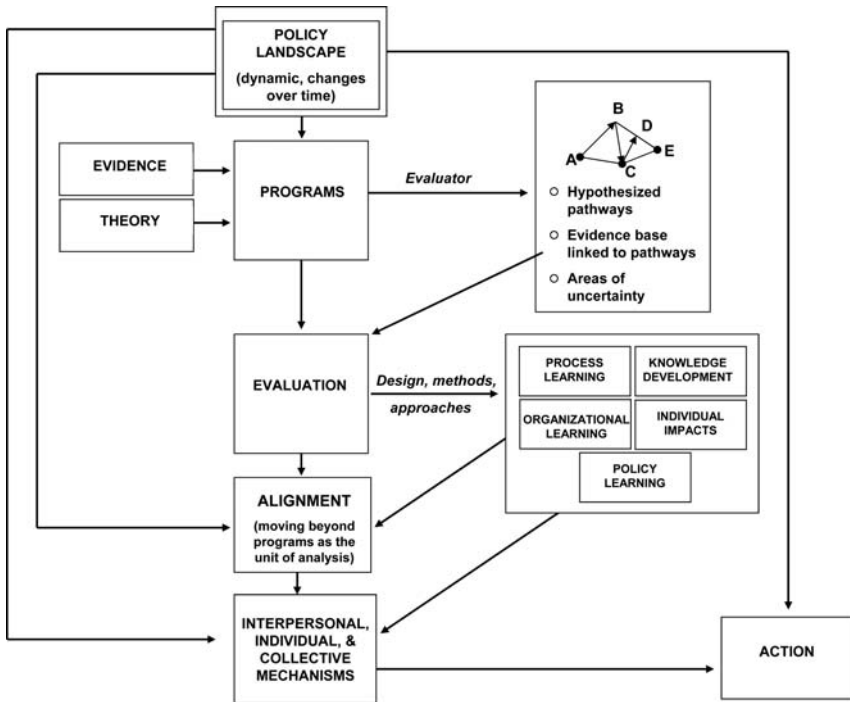 POLICY
LANDSCAPE
(dynamic, changes
over time)
B
D
A
E
C
EVIDENCE
THEORY
PROGRAMS
Evaluator
○ Hypothesized
pathways
○ Evidence base
linked to pathways
○ Areas of
uncertainty
EVALUATION
Design, methods,
approaches
PROCESS
LEARNING
KNOWLEDGE
DEVELOPMENT
ORGANIZATIONAL
LEARNING
INDIVIDUAL
IMPACTS
POLICY
LEARNING
ALIGNMENT
(moving beyond
programs as the
unit of analysis)
INTERPERSONAL,
INDIVIDUAL, &
COLLECTIVE
MECHANISMS
ACTION